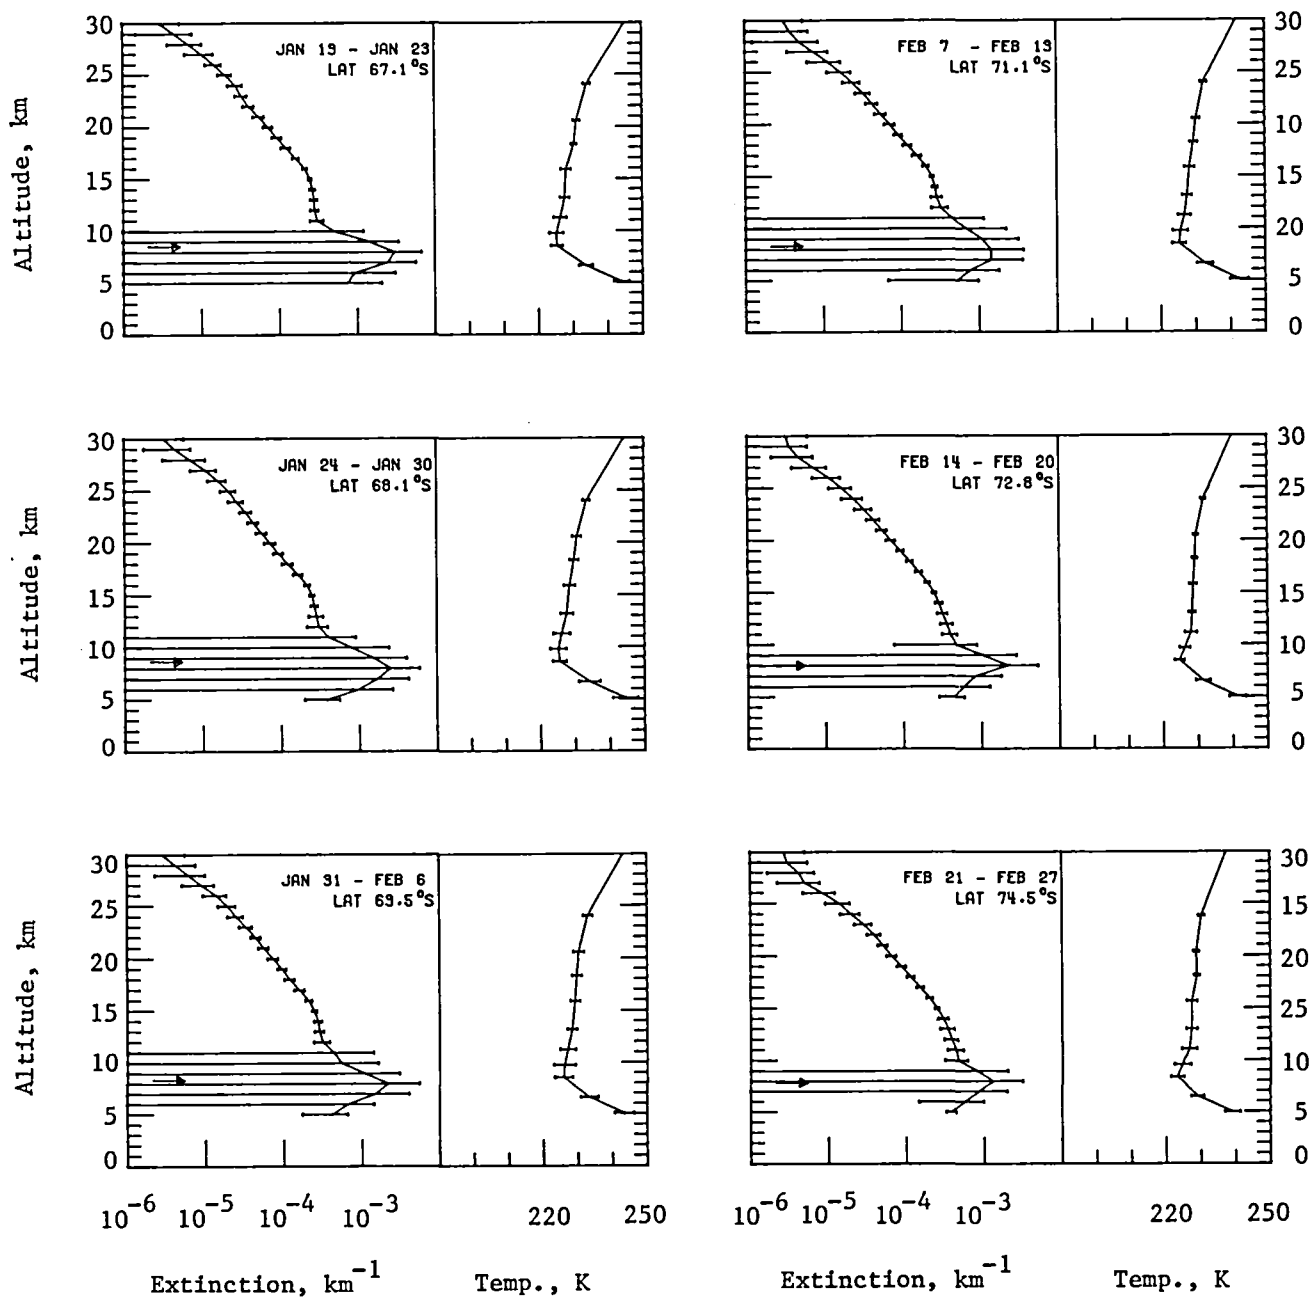 Altitude, km
30
25
20
15
10
5
0
JAN 19 - JAN 23
LAT 67.1°S
FEB 7 - FEB 13
LAT 71.1°S
30
25
10
15
20
5
0
Altitude, km
30
25
20
15
10
5
0
JAN 24 - JAN 30
LAT 68.1°S
FEB 14 - FEB 20
LAT 72.8°S
30
25
20
15
10
5
0
Altitude, km
30
25
20
15
10
5
0
JAN 31 - FEB 6
LAT 69.5°S
FEB 21 - FEB 27
LAT 74.5°S
30
15
20
25
10
5
0
10-6 10-5 10-4 10-3 220 250 10-6 10-5 10-4 10-3 220 250
Extinction, km-1 Temp., K Extinction, km-1 Temp., K